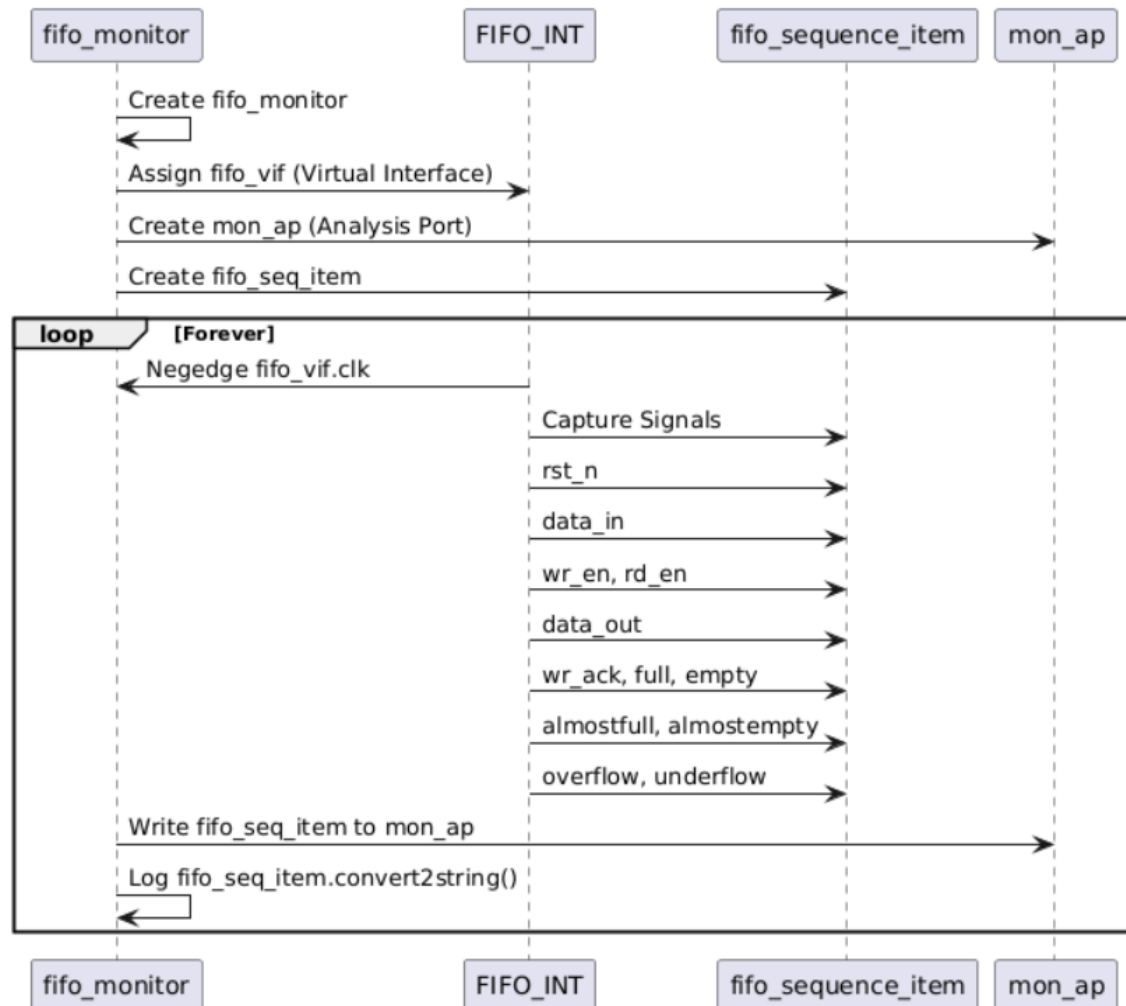 fifo_monitor FIFO_INT fifo_sequence_item mon_ap
Create fifo_monitor
Assign fifo_vif (Virtual Interface)
Create mon_ap (Analysis Port)
Create fifo_seq_item
loop [Forever]
Negedge fifo_vif.clk
Capture Signals
rst_n
data_in
wr_en, rd_en
data_out
wr_ack, full, empty
almostfull, almostempty
overflow, underflow
Write fifo_seq_item to mon_ap
Log fifo_seq_item.convert2string()
fifo_monitor FIFO_INT fifo_sequence_item mon_ap